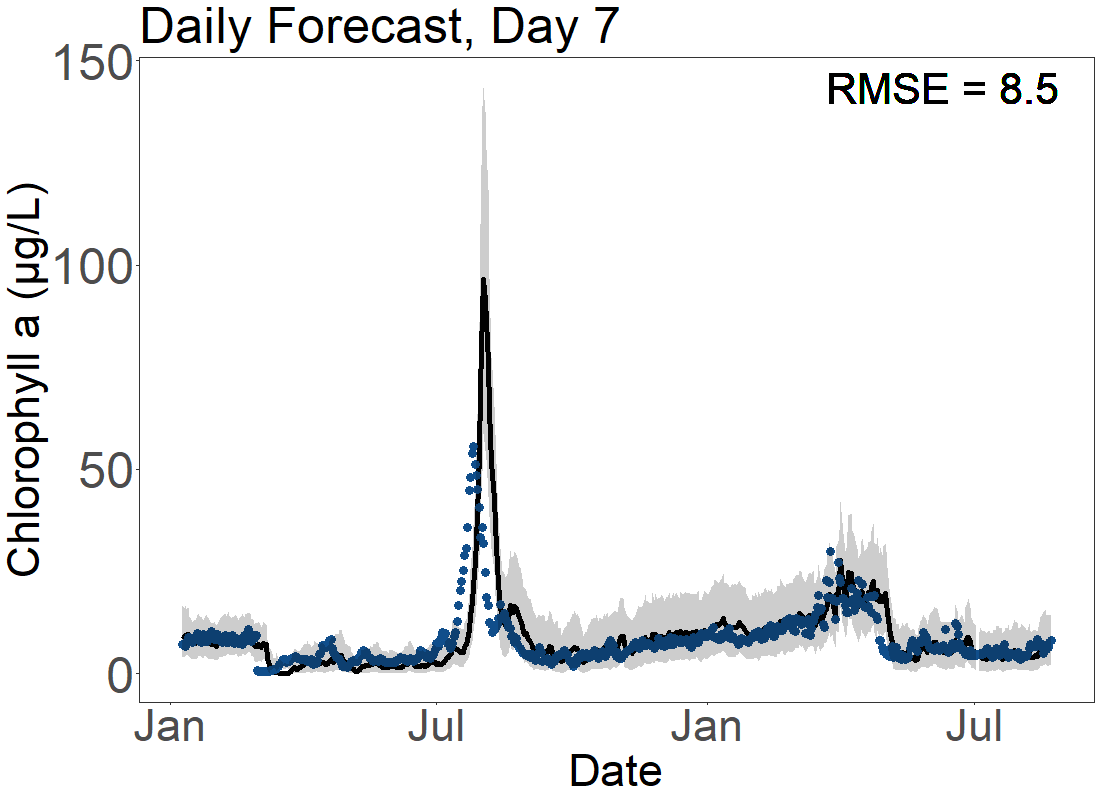 Daily Forecast, Day 7
RMSE = 8.5
Chlorophyll a (µg/L)
150
100
50
0
Jan Jul Jan Jul
Date